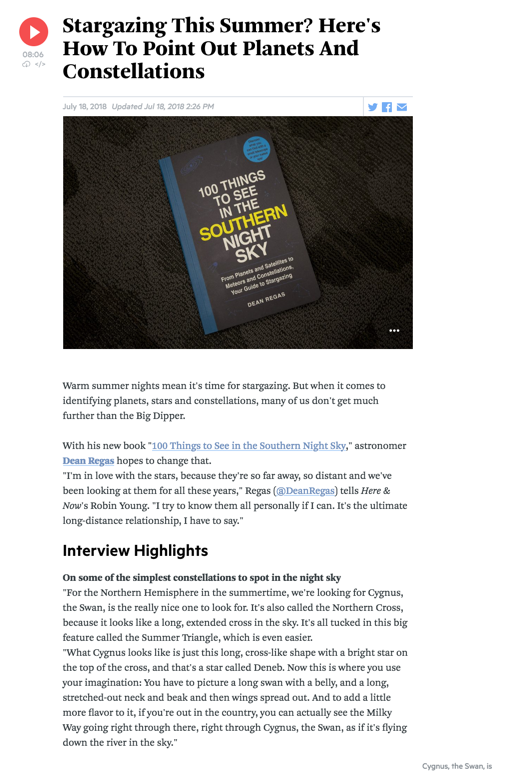 Stargazing This Summer? Here's
How To Point Out Planets And
Constellations
08:06
</>
July 18, 2018 Updated Jul 18, 2018 2:26 PM
100 THINGS
TO SEE
IN THE
SOUTHERN
NIGHT
SKY
From Planets and Satellites to
Meteors and Constellations,
Your Guide to Stargazing
DEAN REGAS
Warm summer nights mean it's time for stargazing. But when it comes to
identifying planets, stars and constellations, many of us don't get much
further than the Big Dipper.
With his new book "100 Things to See in the Southern Night Sky," astronomer
Dean Regas hopes to change that.
"I'm in love with the stars, because they're so far away, so distant and we've
been looking at them for all these years," Regas (@DeanRegas) tells Here &
Now's Robin Young. "I try to know them all personally if I can. It's the ultimate
long-distance relationship, I have to say."
Interview Highlights
On some of the simplest constellations to spot in the night sky
"For the Northern Hemisphere in the summertime, we're looking for Cygnus,
the Swan, is the really nice one to look for. It's also called the Northern Cross,
because it looks like a long, extended cross in the sky. It's all tucked in this big
feature called the Summer Triangle, which is even easier.
"What Cygnus looks like is just this long, cross-like shape with a bright star on
the top of the cross, and that's a star called Deneb. Now this is where you use
your imagination: You have to picture a long swan with a belly, and a long,
stretched-out neck and beak and then wings spread out. And to add a little
more flavor to it, if you're out in the country, you can actually see the Milky
Way going right through there, right through Cygnus, the Swan, as if it's flying
down the river in the sky."
Cygnus, the Swan, is